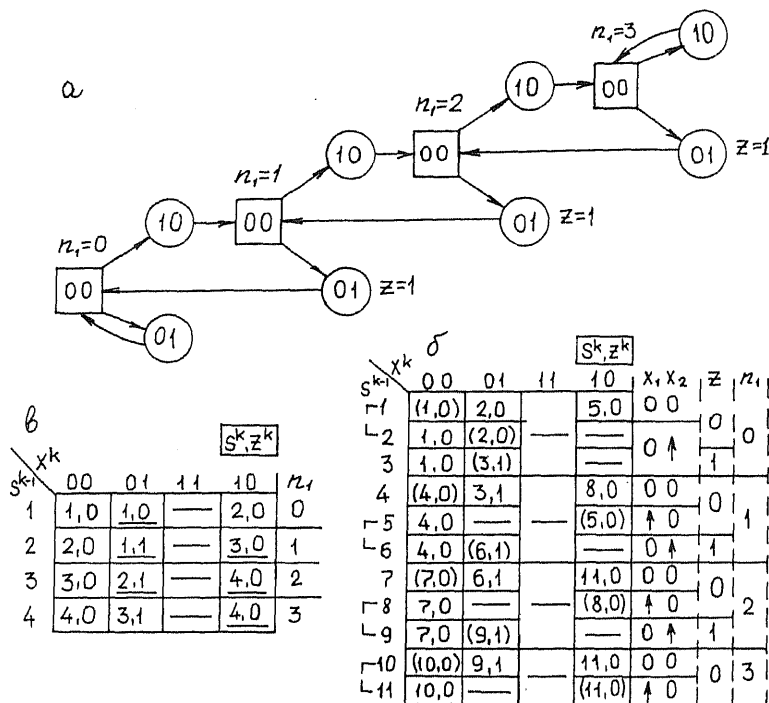 а
n₁=3
10
00
n₁=2
10
01
Z=1
00
n₁=1
10
01
Z=1
00
n₁=0
10
01
Z=1
00
01
б
Sᵏ,Zᵏ
Sᵏ⁻¹ Xᵏ 00 01 11 10 X₁ X₂ Z n₁
1 (1,0) 2,0 — 5,0 0 0 0 0
2 1,0 (2,0) — — 0 ↑
3 1,0 (3,1) — 1
4 (4,0) 3,1 — 8,0 0 0 0 1
5 4,0 — — (5,0) ↑ 0
6 4,0 (6,1) — 0 ↑ 1
7 (7,0) 6,1 — 11,0 0 0 0 2
8 7,0 — — (8,0) ↑ 0
9 7,0 (9,1) — 0 ↑ 1
10 (10,0) 9,1 — 11,0 0 0 0 3
11 10,0 — (11,0) ↑ 0
в
Sᵏ,Zᵏ
Sᵏ⁻¹ Xᵏ 00 01 11 10 n₁
1 1,0 1,0 — 2,0 0
2 2,0 1,1 — 3,0 1
3 3,0 2,1 — 4,0 2
4 4,0 3,1 — 4,0 3